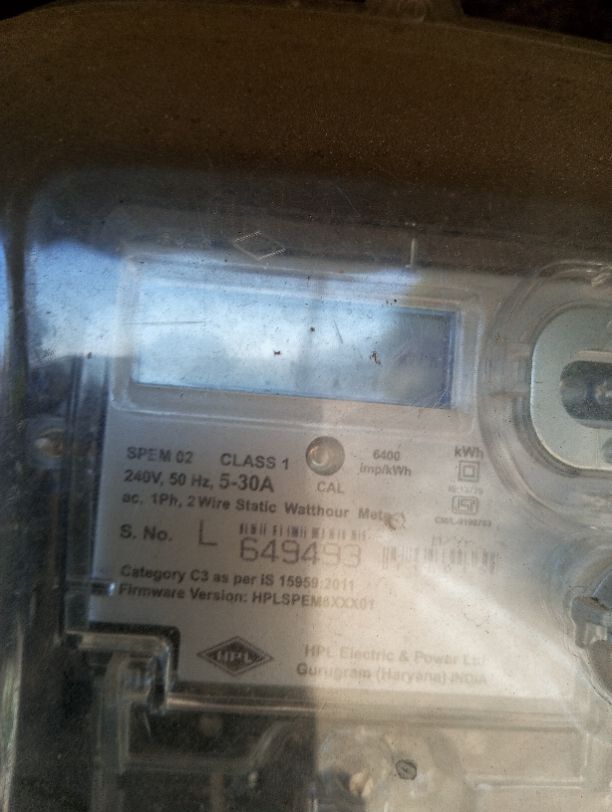 SPEM 02 CLASS 1
6400
imp/kWh
kWh
240V, 50 Hz, 5-30A
CAL
ac, 1Ph, 2 Wire Static Watthour
S. No. L 649493
Category C3 as per IS 15959:2011
Firmware Version:
HPL
HPL Electric & Power Ltd
Gurugram (Haryana) INDIA